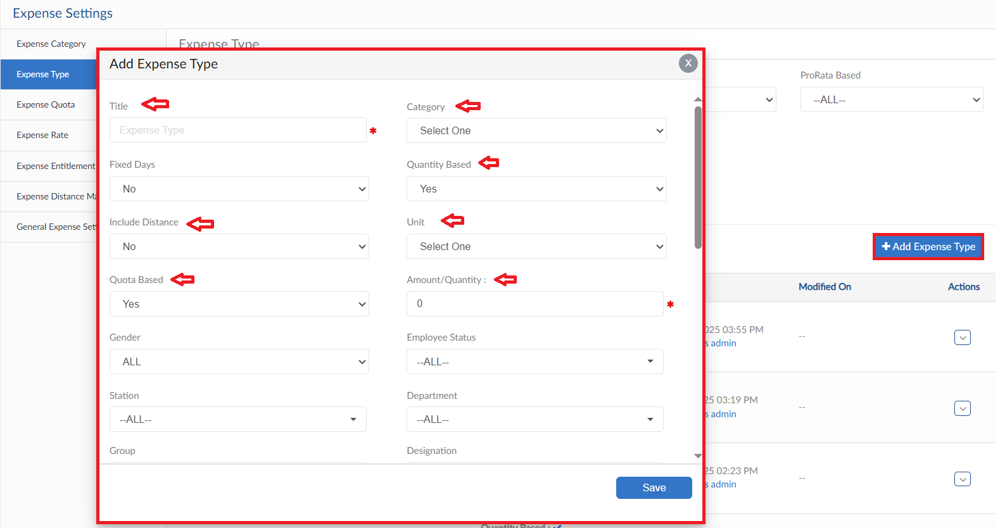 Expense Settings
Expense Category
Expense Type
Expense Quota
Expense Rate
Expense Entitlement
Expense Distance Ma
General Expense Set
Expense Type
ProRata Based
--ALL--
+ Add Expense Type
Modified On Actions
025 03:55 PM --
s admin
25 03:19 PM --
s admin
25 02:23 PM --
s admin
Quantity Based :
Add Expense Type X
Title Category
Expense Type * Select One
Fixed Days Quantity Based
No Yes
Include Distance Unit
No Select One
Quota Based Amount/Quantity :
Yes 0 *
Gender Employee Status
ALL --ALL--
Station Department
--ALL-- --ALL--
Group Designation
Save